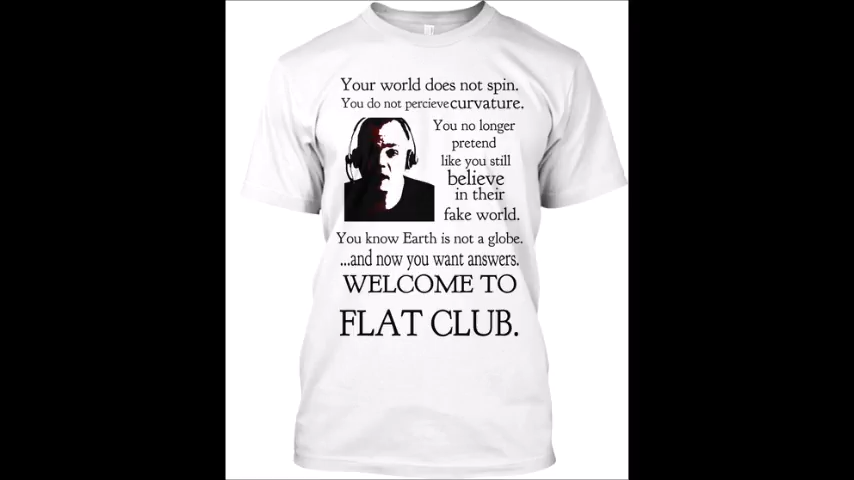 Your world does not spin.
You do not percieve curvature.
You no longer
pretend
like you still
believe
in their
fake world.
You know Earth is not a globe.
...and now you want answers.
WELCOME TO
FLAT CLUB.